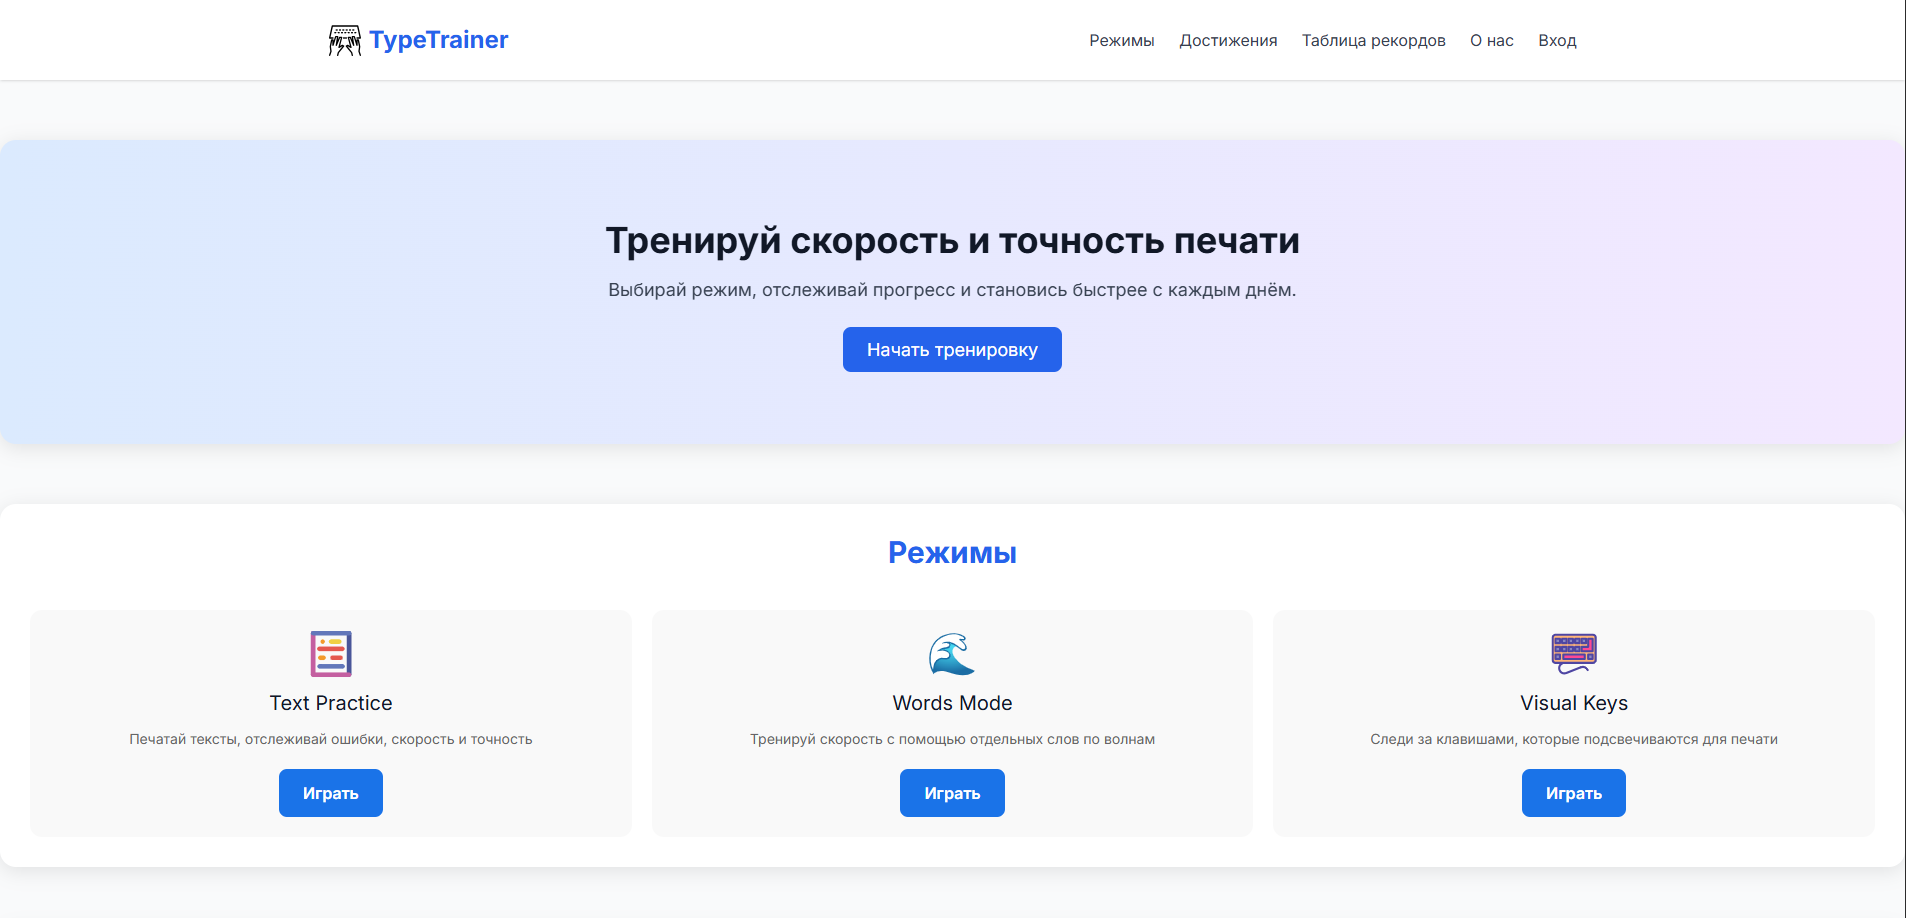 TypeTrainer
Режимы Достижения Таблица рекордов О нас Вход
Тренируй скорость и точность печати
Выбирай режим, отслеживай прогресс и становись быстрее с каждым днём.
Начать тренировку
Режимы
Text Practice
Печатай тексты, отслеживай ошибки, скорость и точность
Играть
Words Mode
Тренируй скорость с помощью отдельных слов по волнам
Играть
Visual Keys
Следи за клавишами, которые подсвечиваются для печати
Играть